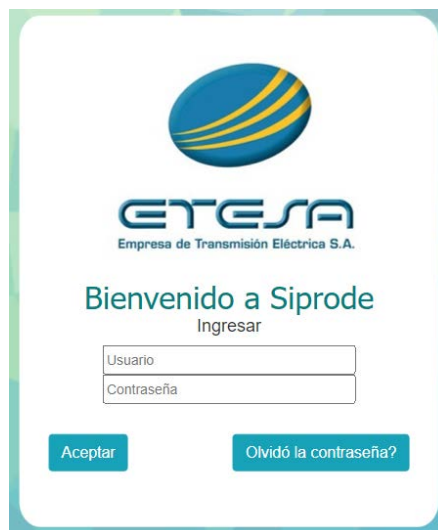 ETESA
Empresa de Transmisión Eléctrica S.A.
Bienvenido a Siprode
Ingresar
Usuario
Contraseña
Aceptar
Olvidó la contraseña?